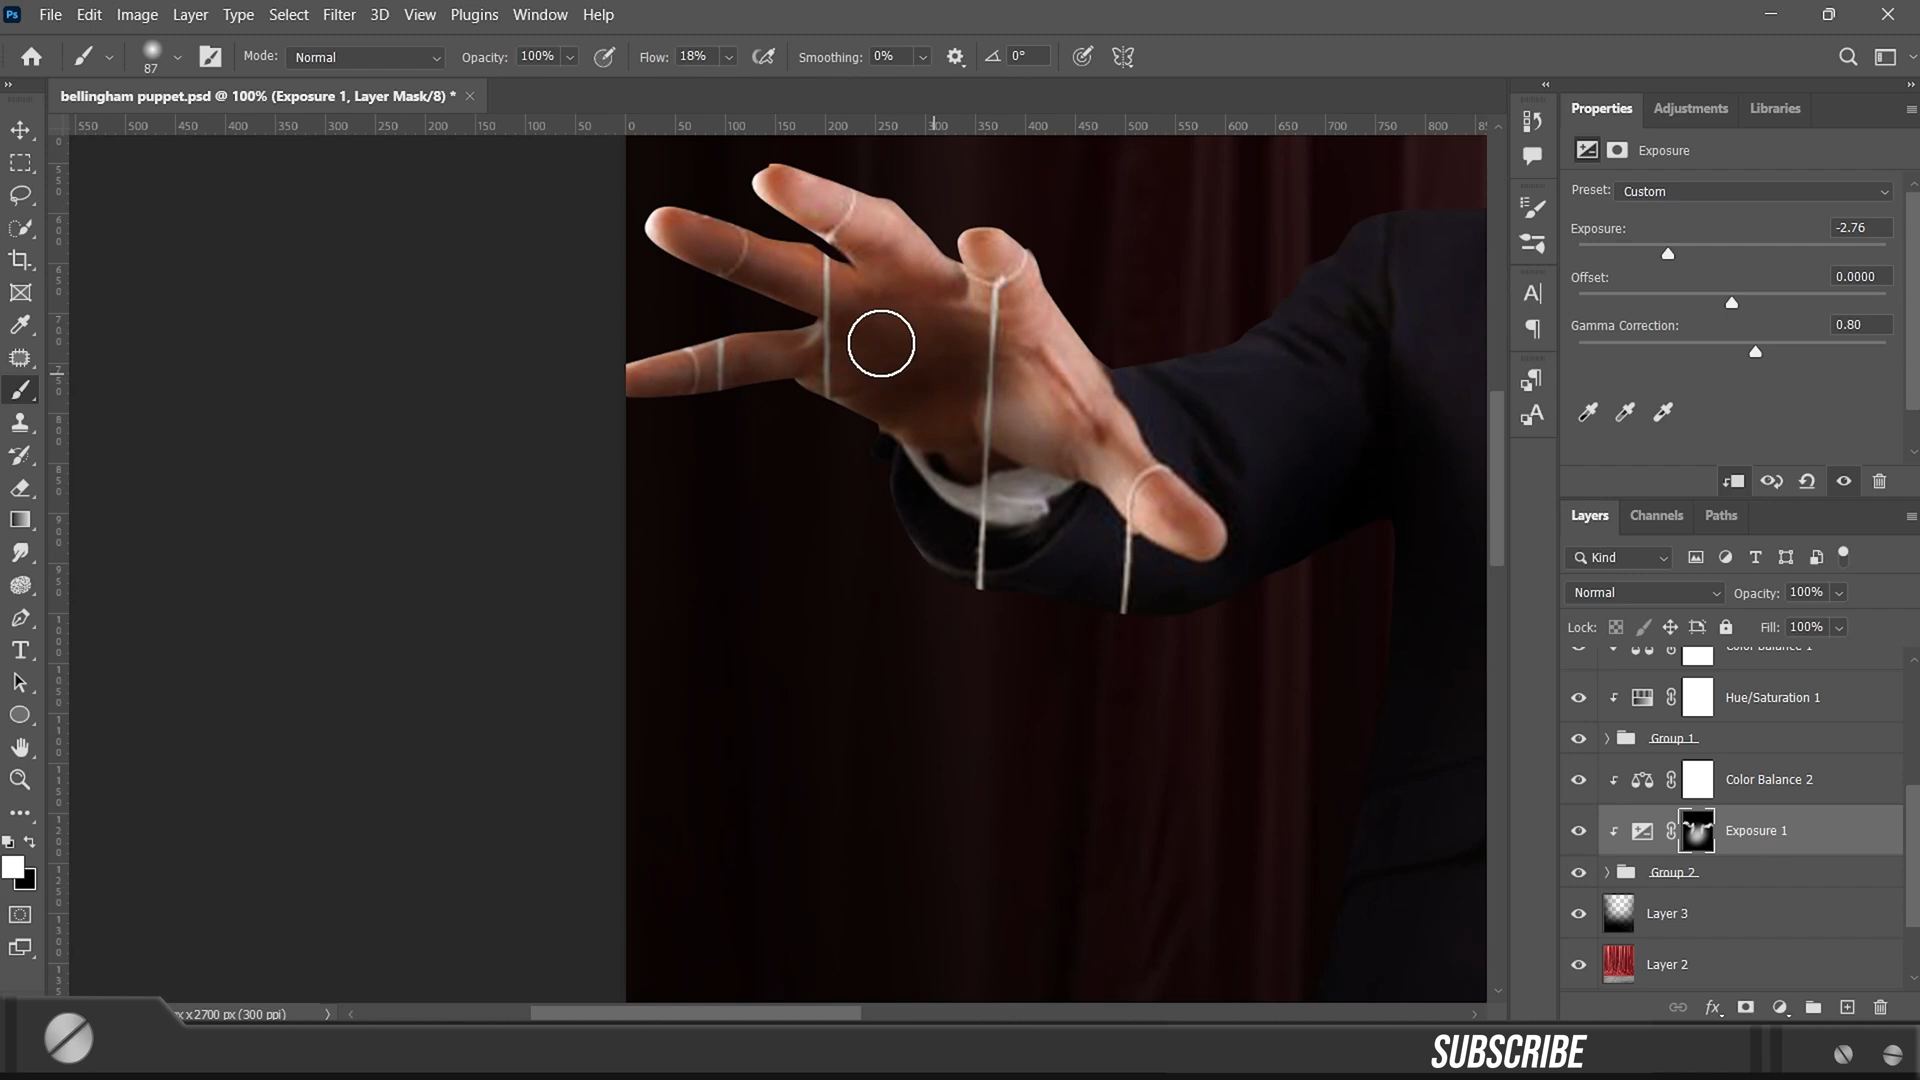 Ps File Edit Image Layer Type Select Filter 3D View Plugins Window Help
87 Mode: Normal Opacity: 100% Flow: 18% Smoothing: 0% 0°
bellingham puppet.psd @ 100% (Exposure 1, Layer Mask/8) *
550 500 450 400 350 300 250 200 150 100 50 0 50 100 150 200 250 300 350 400 450 500 550 600 650 700 750 800
Properties Adjustments Libraries
Exposure
Preset: Custom
Exposure: -2.76
Offset: 0.0000
Gamma Correction: 0.80
Layers Channels Paths
Kind
Normal Opacity: 100%
Lock: Fill: 100%
Color Balance 1
Hue/Saturation 1
Group 1
Color Balance 2
Exposure 1
Group 2
Layer 3
Layer 2
x 2700 px (300 ppi)
SUBSCRIBE